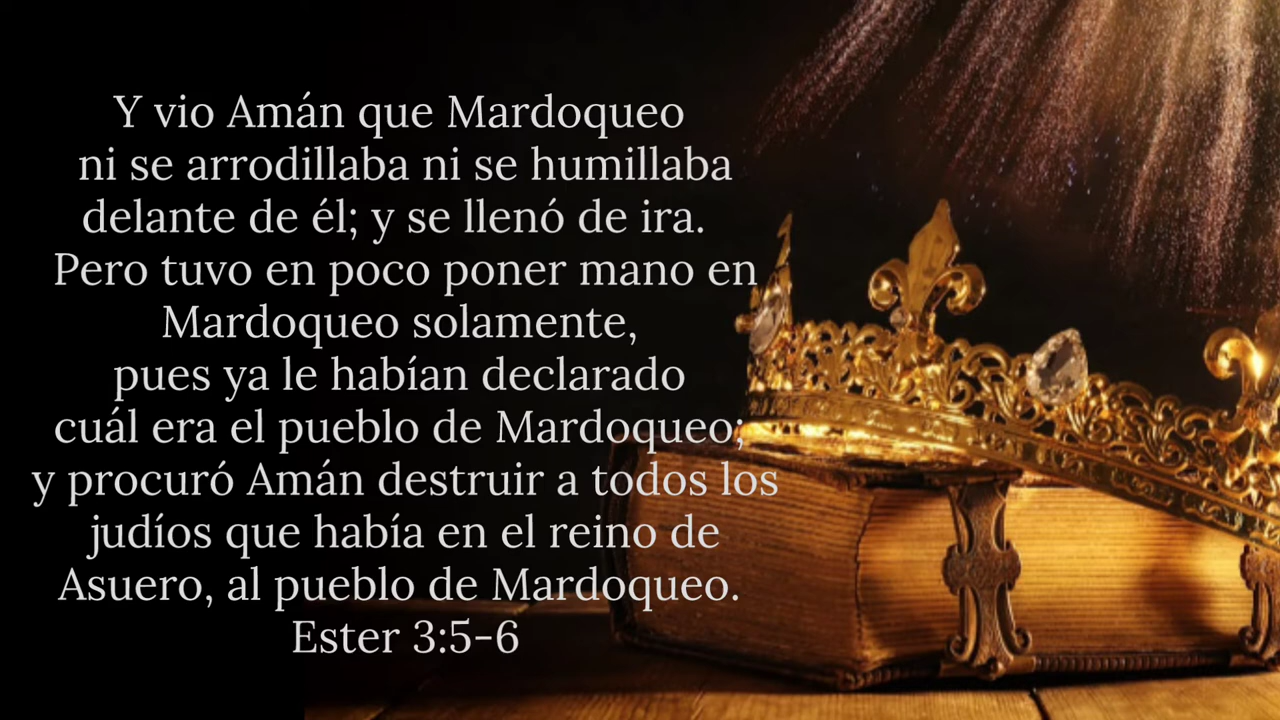 Y vio Amán que Mardoqueo
ni se arrodillaba ni se humillaba
delante de él; y se llenó de ira.
Pero tuvo en poco poner mano en
Mardoqueo solamente,
pues ya le habían declarado
cuál era el pueblo de Mardoqueo;
y procuró Amán destruir a todos los
judíos que había en el reino de
Asuero, al pueblo de Mardoqueo.
Ester 3:5-6